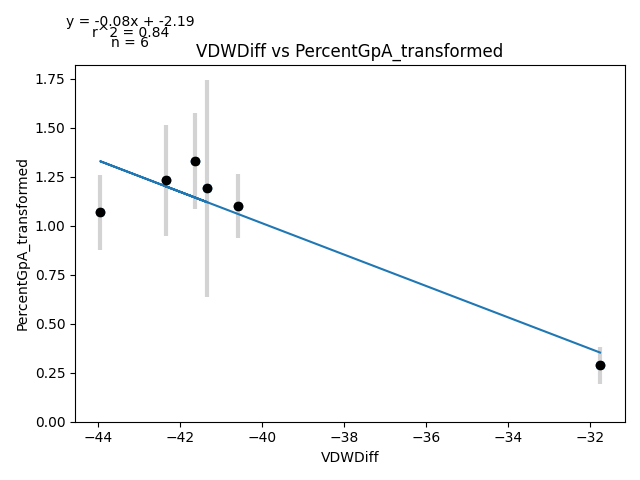 y = -0.08x + -2.19
r^2 = 0.84
n = 6
VDWDiff vs PercentGpA_transformed
PercentGpA_transformed
1.75
1.50
1.25
1.00
0.75
0.50
0.25
0.00
−44 −42 −40 −38 −36 −34 −32
VDWDiff